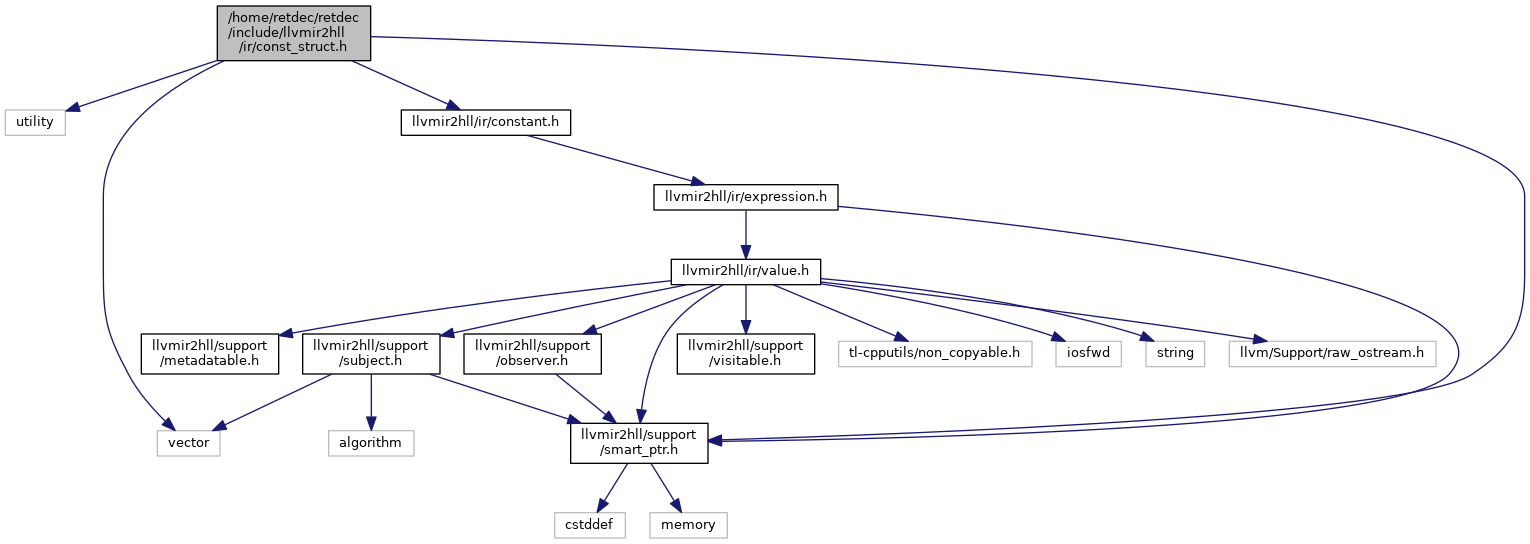 /home/retdec/retdec
/include/llvmir2hll
/ir/const_struct.h
utility
llvmir2hll/ir/constant.h
llvmir2hll/ir/expression.h
llvmir2hll/ir/value.h
llvmir2hll/support
/metadatable.h
llvmir2hll/support
/subject.h
llvmir2hll/support
/observer.h
llvmir2hll/support
/visitable.h
tl-cpputils/non_copyable.h
iosfwd
string
llvm/Support/raw_ostream.h
vector
algorithm
llvmir2hll/support
/smart_ptr.h
cstddef
memory